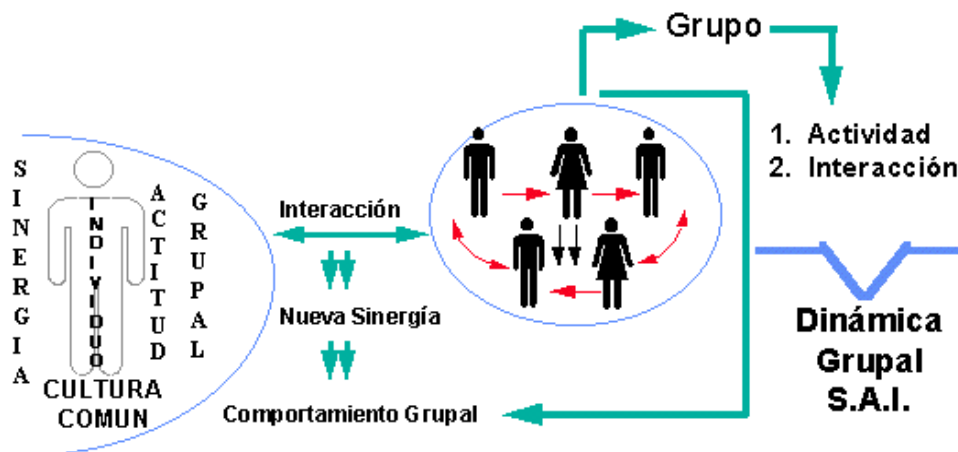 SINERGIA
INDIVIDUO
ACTITUD
GRUPAL
CULTURA
COMUN
Interacción
Nueva Sinergía
Comportamiento Grupal
Grupo
1. Actividad
2. Interacción
Dinámica
Grupal
S.A.I.